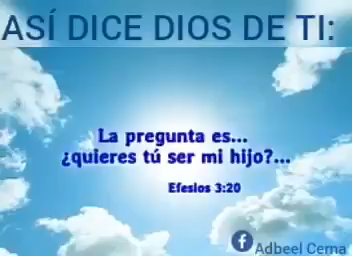 ASÍ DICE DIOS DE TI:
La pregunta es...
¿quieres tú ser mi hijo?...
Efesios 3:20
f Adbeel Cerna